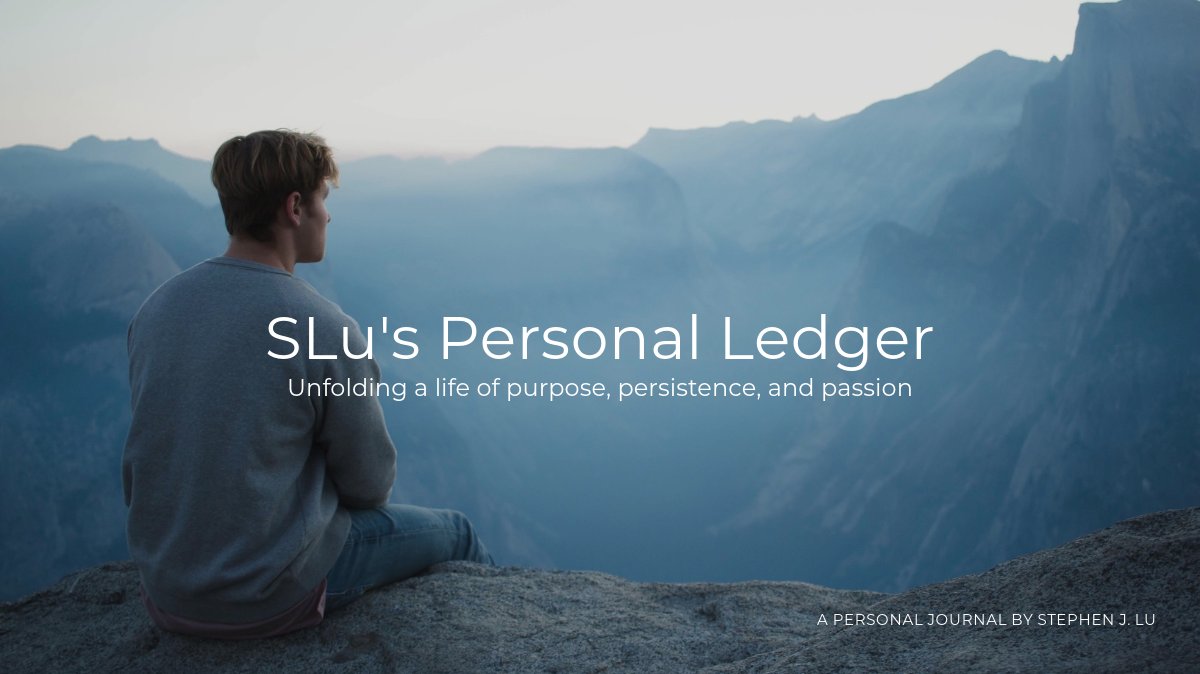 SLu's Personal Ledger
Unfolding a life of purpose, persistence, and passion
A PERSONAL JOURNAL BY STEPHEN J. LU